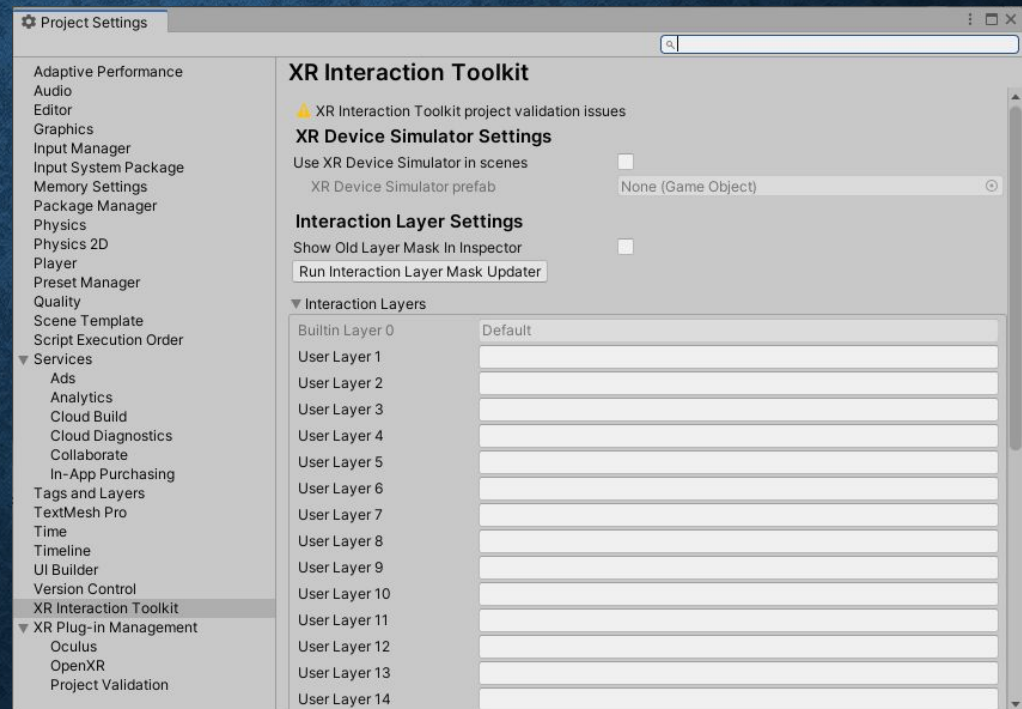 Project Settings
Adaptive Performance
Audio
Editor
Graphics
Input Manager
Input System Package
Memory Settings
Package Manager
Physics
Physics 2D
Player
Preset Manager
Quality
Scene Template
Script Execution Order
Services
Ads
Analytics
Cloud Build
Cloud Diagnostics
Collaborate
In-App Purchasing
Tags and Layers
TextMesh Pro
Time
Timeline
UI Builder
Version Control
XR Interaction Toolkit
XR Plug-in Management
Oculus
OpenXR
Project Validation
XR Interaction Toolkit
XR Interaction Toolkit project validation issues
XR Device Simulator Settings
Use XR Device Simulator in scenes
XR Device Simulator prefab None (Game Object)
Interaction Layer Settings
Show Old Layer Mask In Inspector
Run Interaction Layer Mask Updater
Interaction Layers
Builtin Layer 0 Default
User Layer 1
User Layer 2
User Layer 3
User Layer 4
User Layer 5
User Layer 6
User Layer 7
User Layer 8
User Layer 9
User Layer 10
User Layer 11
User Layer 12
User Layer 13
User Layer 14